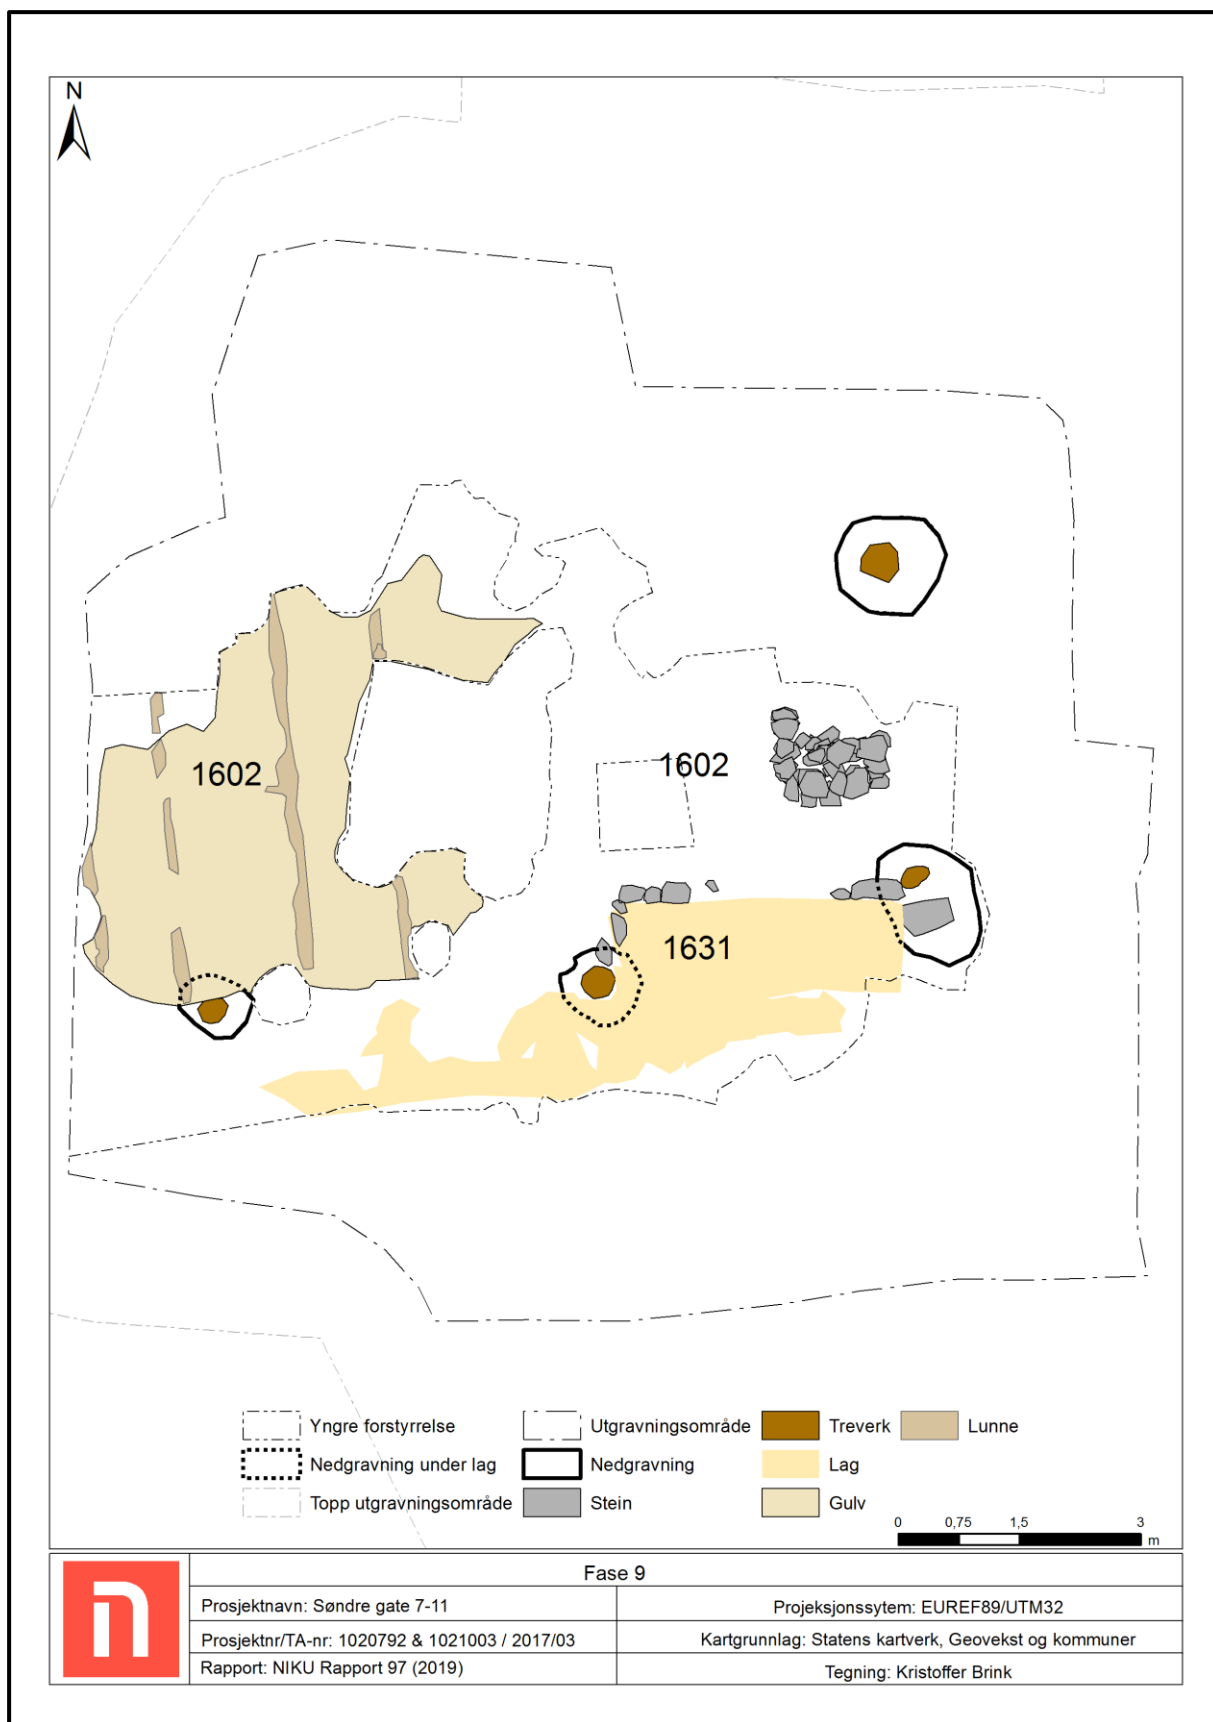 N
1602
1602
1631
Yngre forstyrrelse
Utgravningsområde
Treverk
Lunne
Nedgravning under lag
Nedgravning
Lag
Topp utgravningsområde
Stein
Gulv
0 0,75 1,5 3
m
Fase 9
Prosjektnavn: Søndre gate 7-11
Projeksjonssytem: EUREF89/UTM32
Prosjektnr/TA-nr: 1020792 & 1021003 / 2017/03
Kartgrunnlag: Statens kartverk, Geovekst og kommuner
Rapport: NIKU Rapport 97 (2019)
Tegning: Kristoffer Brink